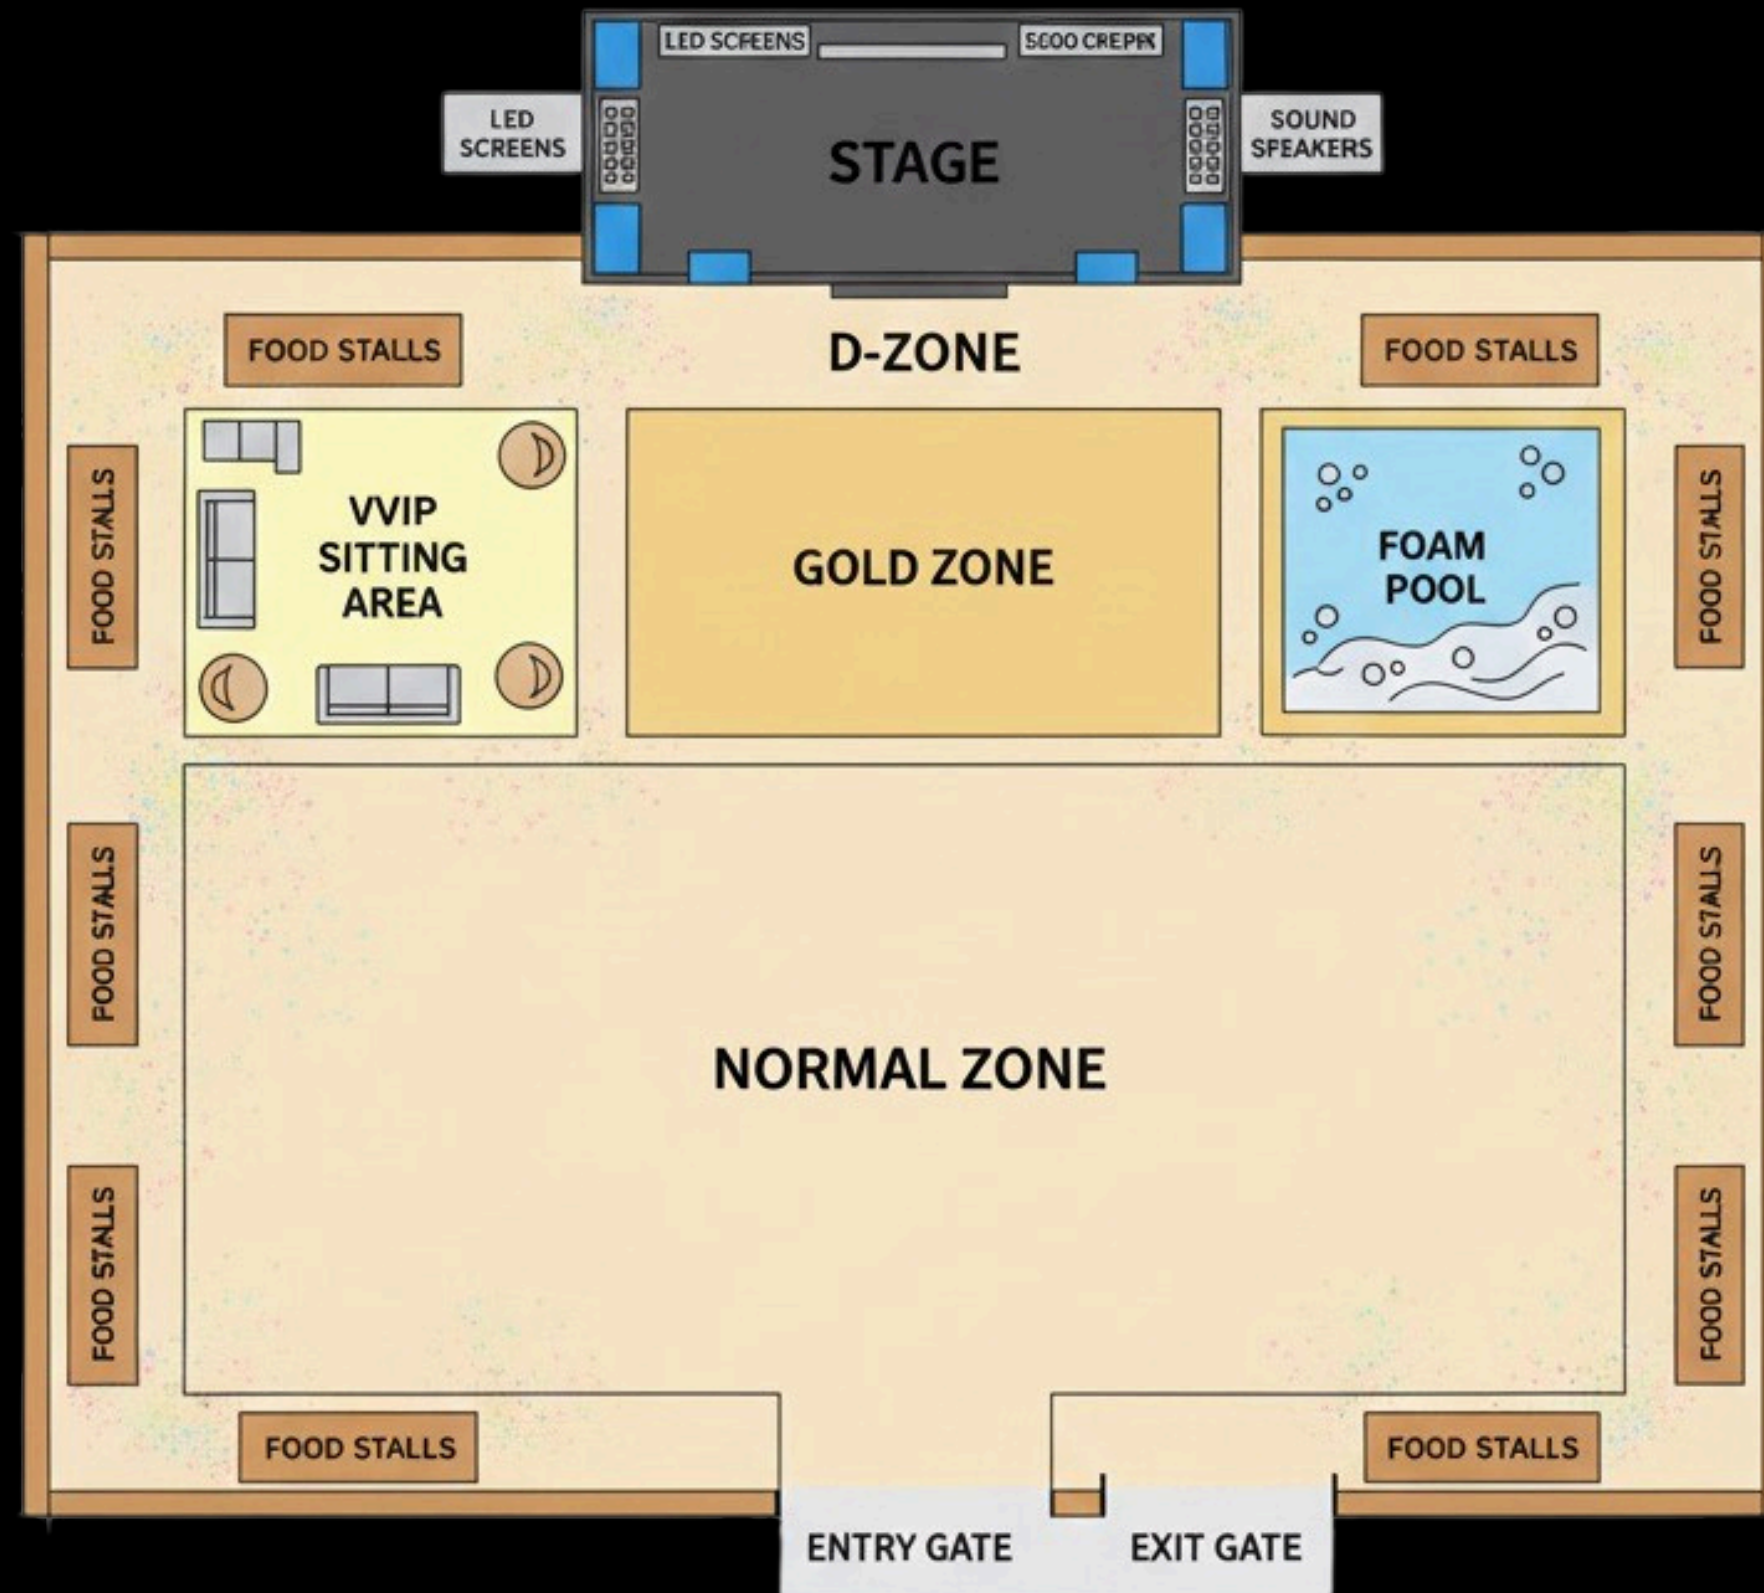 LED SCREENS
5000 CREPIX
LED
SCREENS
STAGE
SOUND
SPEAKERS
FOOD STALLS
D-ZONE
FOOD STALLS
FOOD STALLS
VVIP
SITTING
AREA
GOLD ZONE
FOAM
POOL
FOOD STALLS
FOOD STALLS
NORMAL ZONE
FOOD STALLS
FOOD STALLS
FOOD STALLS
FOOD STALLS
FOOD STALLS
ENTRY GATE
EXIT GATE